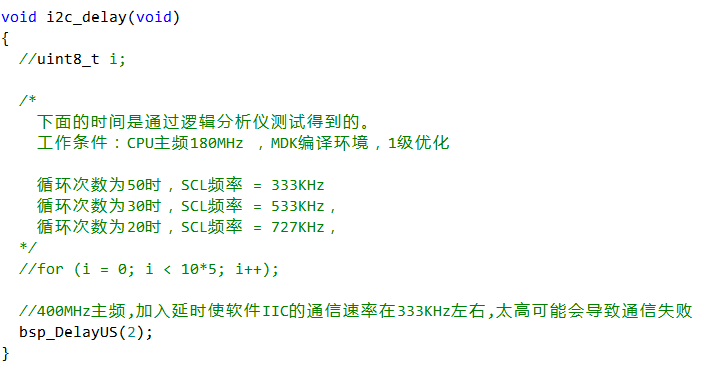 void i2c_delay(void)
{
//uint8_t i;
/*
下面的时间是通过逻辑分析仪测试得到的。
工作条件：CPU主频180MHz ，MDK编译环境，1级优化
循环次数为50时，SCL频率 = 333KHz
循环次数为30时，SCL频率 = 533KHz，
循环次数为20时，SCL频率 = 727KHz，
*/
//for (i = 0; i < 10*5; i++);
//400MHz主频,加入延时使软件IIC的通信速率在333KHz左右,太高可能会导致通信失败
bsp_DelayUS(2);
}